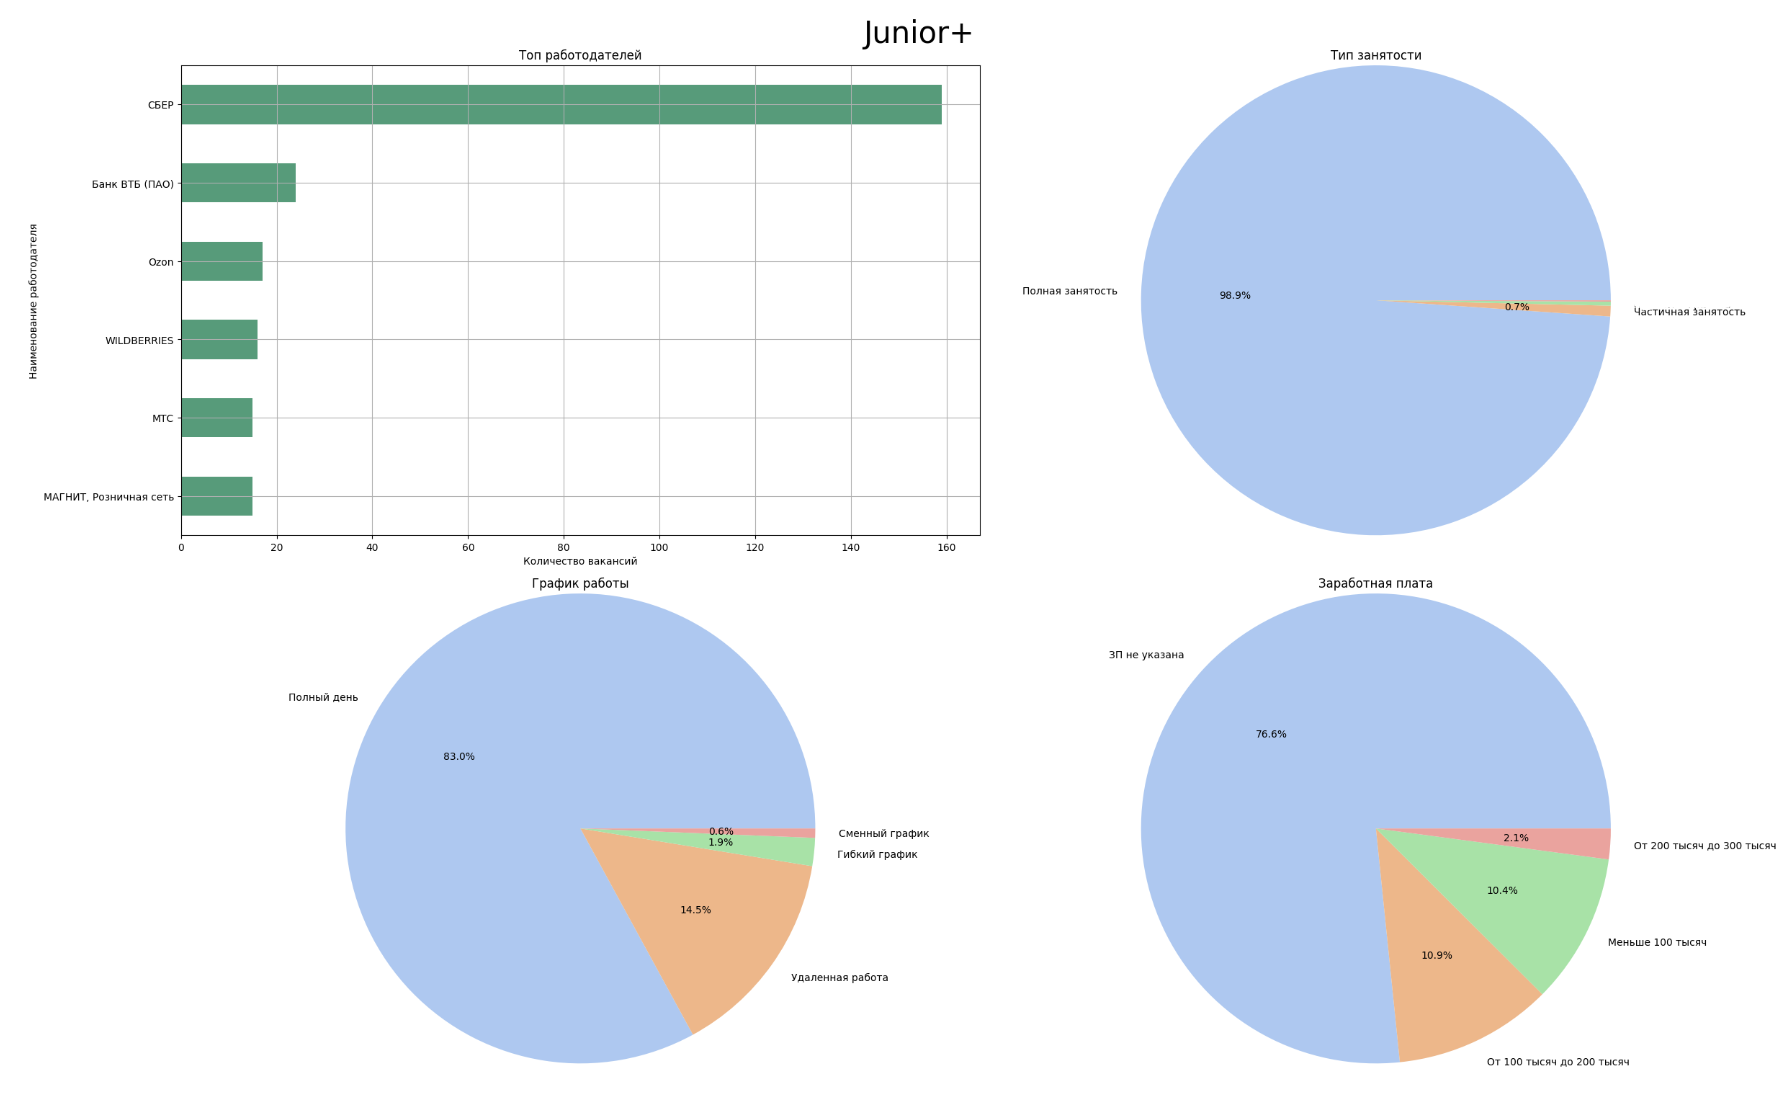 Junior+
Топ работодателей
Наименование работодателя
СБЕР
Банк ВТБ (ПАО)
Ozon
WILDBERRIES
МТС
МАГНИТ, Розничная сеть
0 20 40 60 80 100 120 140 160
Количество вакансий
Тип занятости
Полная занятость
98.9%
0.7%
Частичная занятость
График работы
Полный день
83.0%
0.6%
Сменный график
1.9%
Гибкий график
14.5%
Удаленная работа
Заработная плата
ЗП не указана
76.6%
2.1%
От 200 тысяч до 300 тысяч
10.4%
Меньше 100 тысяч
10.9%
От 100 тысяч до 200 тысяч